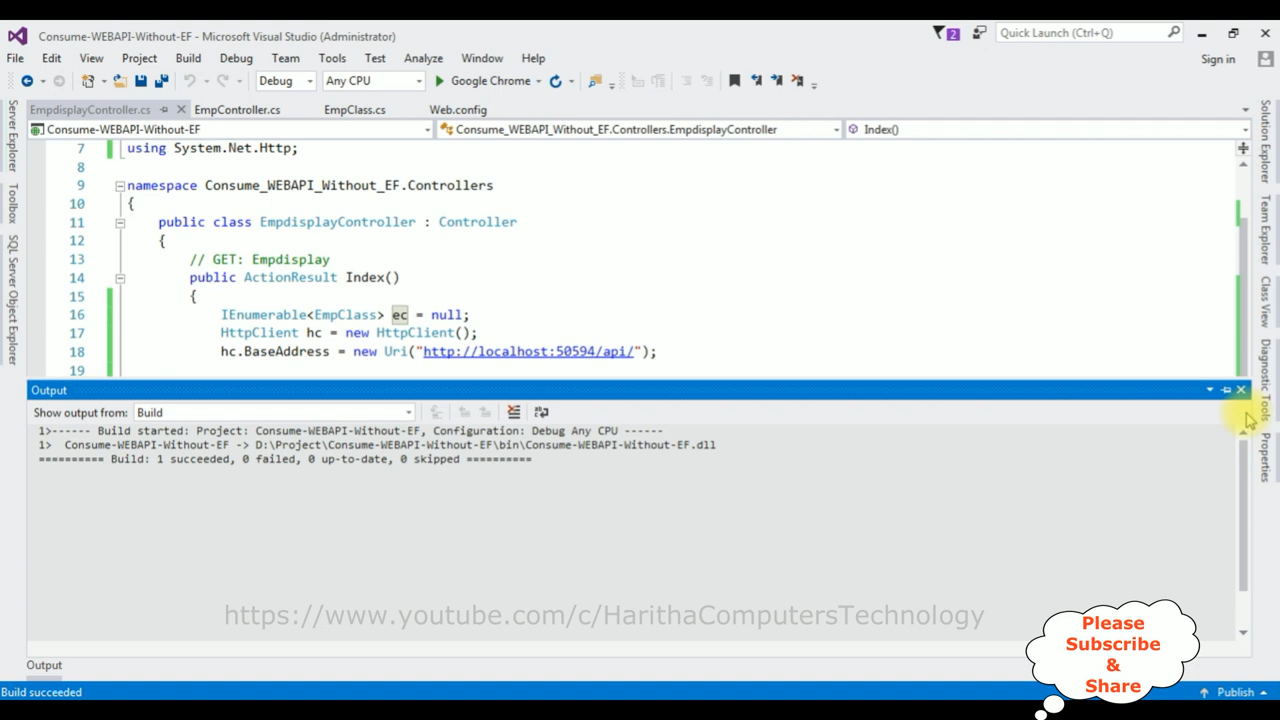 Consume-WEBAPI-Without-EF - Microsoft Visual Studio (Administrator)
2
Quick Launch (Ctrl+Q)
File Edit View Project Build Debug Team Tools Test Analyze Window Help
Sign in
Debug Any CPU Google Chrome
EmpdisplayController.cs EmpController.cs EmpClass.cs Web.config
Consume-WEBAPI-Without-EF Consume_WEBAPI_Without_EF.Controllers.EmpdisplayController Index()
Server Explorer
Toolbox
SQL Server Object Explorer
7 using System.Net.Http;
8
9 namespace Consume_WEBAPI_Without_EF.Controllers
10 {
11 public class EmpdisplayController : Controller
12 {
13 // GET: Empdisplay
14 public ActionResult Index()
15 {
16 IEnumerable<EmpClass> ec = null;
17 HttpClient hc = new HttpClient();
18 hc.BaseAddress = new Uri("http://localhost:50594/api/");
19
Solution Explorer
Team Explorer
Class View
Diagnostic Tools
Properties
Output
Show output from: Build
1>------ Build started: Project: Consume-WEBAPI-Without-EF, Configuration: Debug Any CPU ------
1> Consume-WEBAPI-Without-EF -> D:\Project\Consume-WEBAPI-Without-EF\bin\Consume-WEBAPI-Without-EF.dll
========== Build: 1 succeeded, 0 failed, 0 up-to-date, 0 skipped ==========
https://www.youtube.com/c/HarithaComputersTechnology
Please
Subscribe
&
Share
Output
Build succeeded
Publish